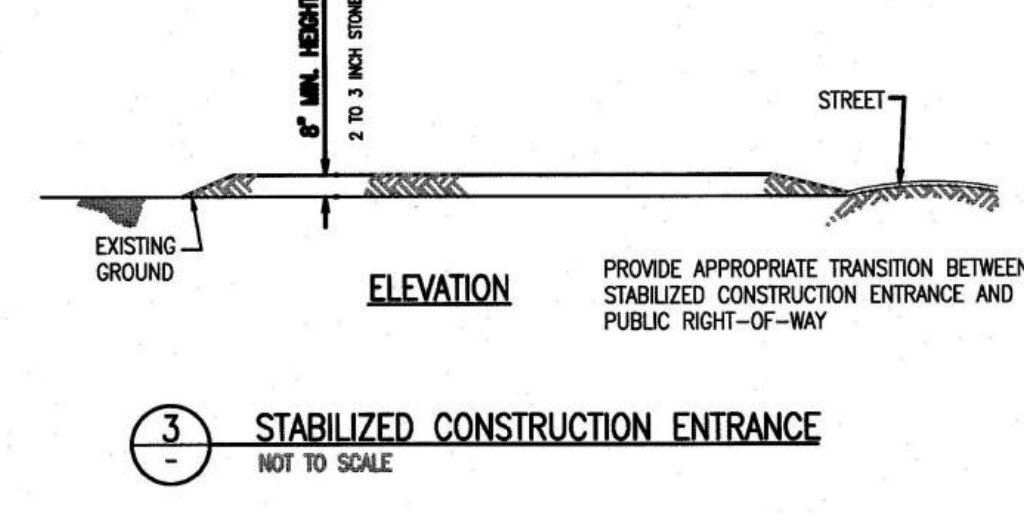 8" MIN. HEIGHT
2 TO 3 INCH STONE
STREET
EXISTING
GROUND
ELEVATION
PROVIDE APPROPRIATE TRANSITION BETWEEN
STABILIZED CONSTRUCTION ENTRANCE AND
PUBLIC RIGHT-OF-WAY
3
-
STABILIZED CONSTRUCTION ENTRANCE
NOT TO SCALE